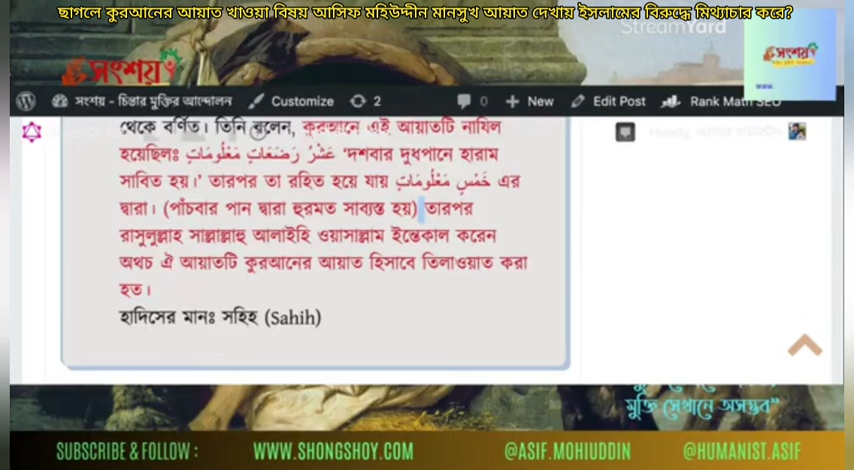 ছাগলে কুরআনের আয়াত খাওয়া বিষয় আসিফ মহিউদ্দীন মানসুখ আয়াত দেখায় ইসলামের বিরুদ্ধে মিথ্যাচার করে?
StreamYard
সংশয়
সংশয় - চিন্তার মুক্তির আন্দোলন Customize 2 0 New Edit Post Rank Math SEO
থেকে বর্ণিত। তিনি বলেন, কুরআনে এই আয়াতটি নাযিল
হয়েছিলঃ عَشْرُ رَضَعَاتٍ مَعْلُومَاتٍ ‘দশবার দুধপানে হারাম
সাবিত হয়।’ তারপর তা রহিত হয়ে যায় خَمْسٍ مَعْلُومَاتٍ এর
দ্বারা। (পাঁচবার পান দ্বারা হুরমত সাব্যস্ত হয়) তারপর
রাসুলুল্লাহ সাল্লাল্লাহু আলাইহি ওয়াসাল্লাম ইন্তেকাল করেন
অথচ ঐ আয়াতটি কুরআনের আয়াত হিসাবে তিলাওয়াত করা
হত।
হাদিসের মানঃ সহিহ (Sahih)
মুক্তি সেখানে অসম্ভব”
SUBSCRIBE & FOLLOW : WWW.SHONGSHOY.COM @ASIF.MOHIUDDIN @HUMANIST.ASIF